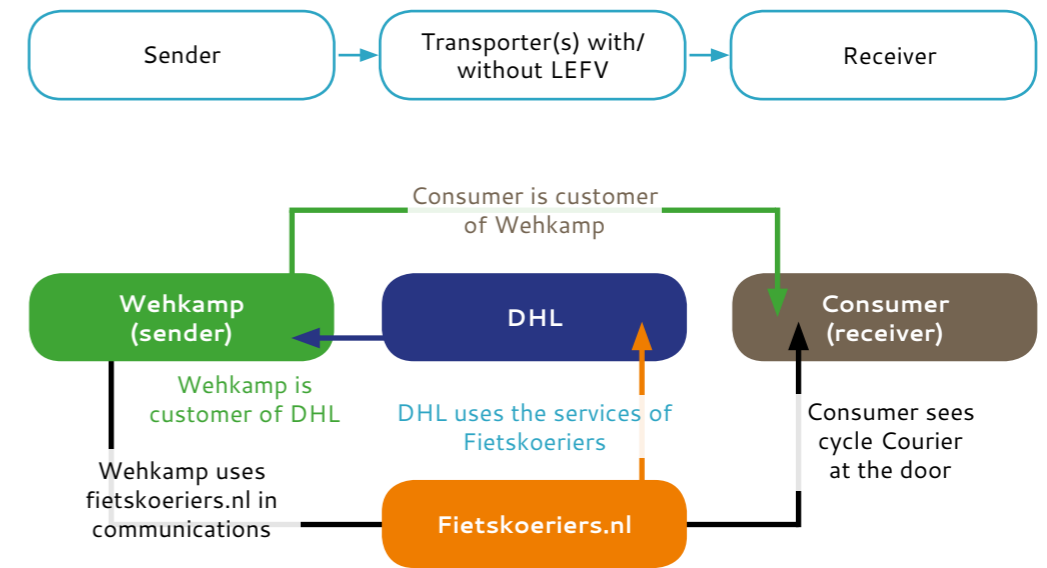 Sender
Transporter(s) with/
without LEFV
Receiver
Consumer is customer
of Wehkamp
Wehkamp
(sender)
DHL
Consumer
(receiver)
Wehkamp is
customer of DHL
DHL uses the services of
Fietskoeriers
Consumer sees
cycle Courier
at the door
Wehkamp uses
fietskoeriers.nl in
communications
Fietskoeriers.nl